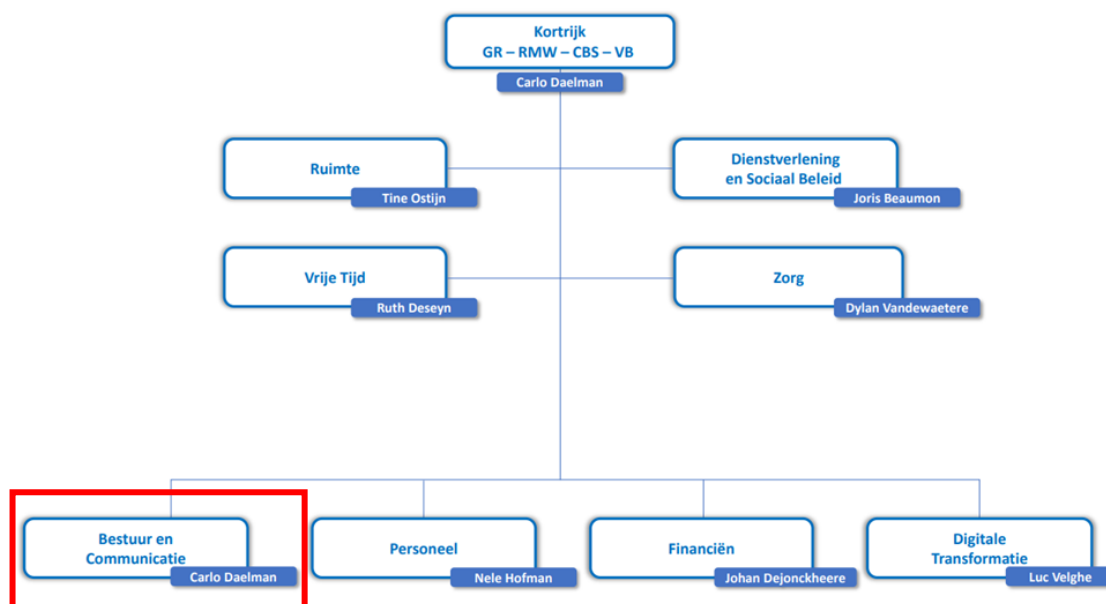 Kortrijk
GR – RMW – CBS – VB
Carlo Daelman
Ruimte
Tine Ostijn
Dienstverlening
en Sociaal Beleid
Joris Beaumon
Vrije Tijd
Ruth Deseyn
Zorg
Dylan Vandewaetere
Bestuur en
Communicatie
Carlo Daelman
Personeel
Nele Hofman
Financiën
Johan Dejonckheere
Digitale
Transformatie
Luc Velghe